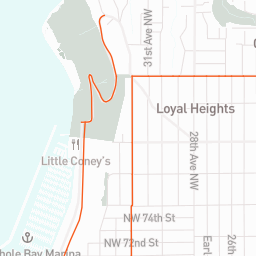 31st Ave NW
Loyal Heights
28th Ave NW
Little Coney's
NW 74th St
hole Bay Marina
NW 72nd St
Earl
26th